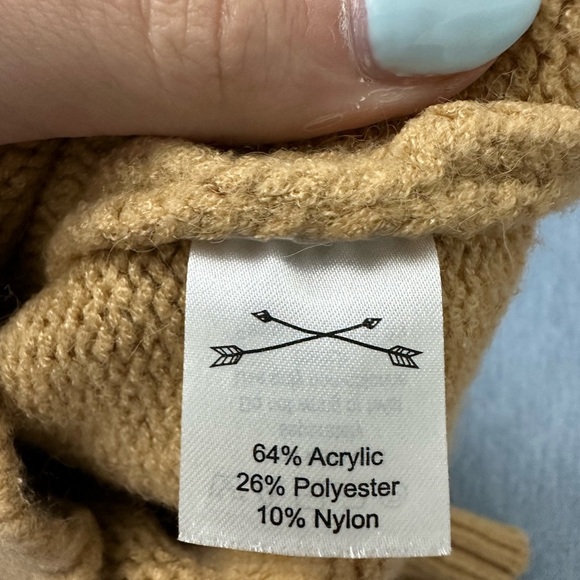 64% Acrylic
26% Polyester
10% Nylon